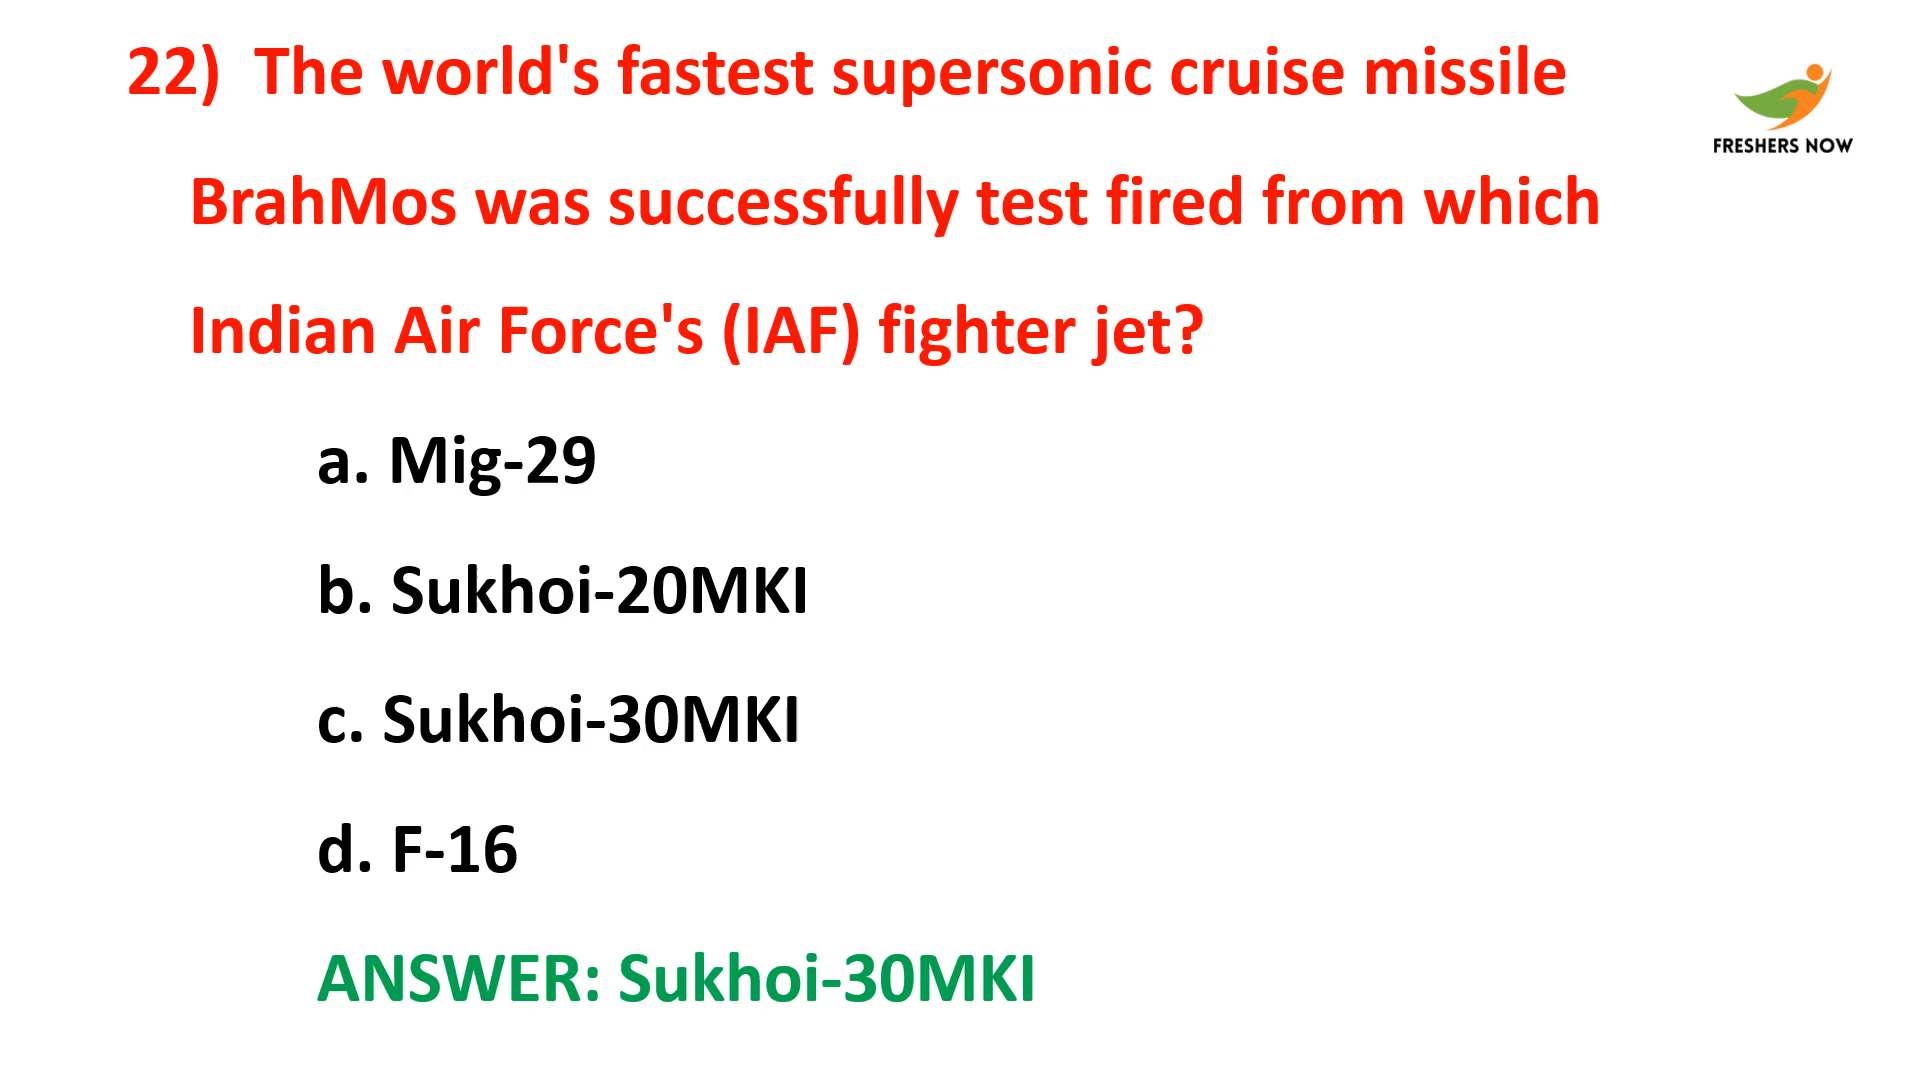 22) The world's fastest supersonic cruise missile
FRESHERS NOW
BrahMos was successfully test fired from which
Indian Air Force's (IAF) fighter jet?
a. Mig-29
b. Sukhoi-20MKI
c. Sukhoi-30MKI
d. F-16
ANSWER: Sukhoi-30MKI